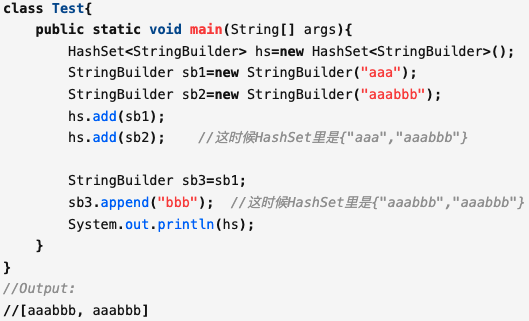 class Test{
    public static void main(String[] args){
        HashSet<StringBuilder> hs=new HashSet<StringBuilder>();
        StringBuilder sb1=new StringBuilder("aaa");
        StringBuilder sb2=new StringBuilder("aaabbb");
        hs.add(sb1);
        hs.add(sb2);    //这时候HashSet里是{"aaa","aaabbb"}

        StringBuilder sb3=sb1;
        sb3.append("bbb");  //这时候HashSet里是{"aaabbb","aaabbb"}
        System.out.println(hs);
    }
}
//Output:
//[aaabbb, aaabbb]